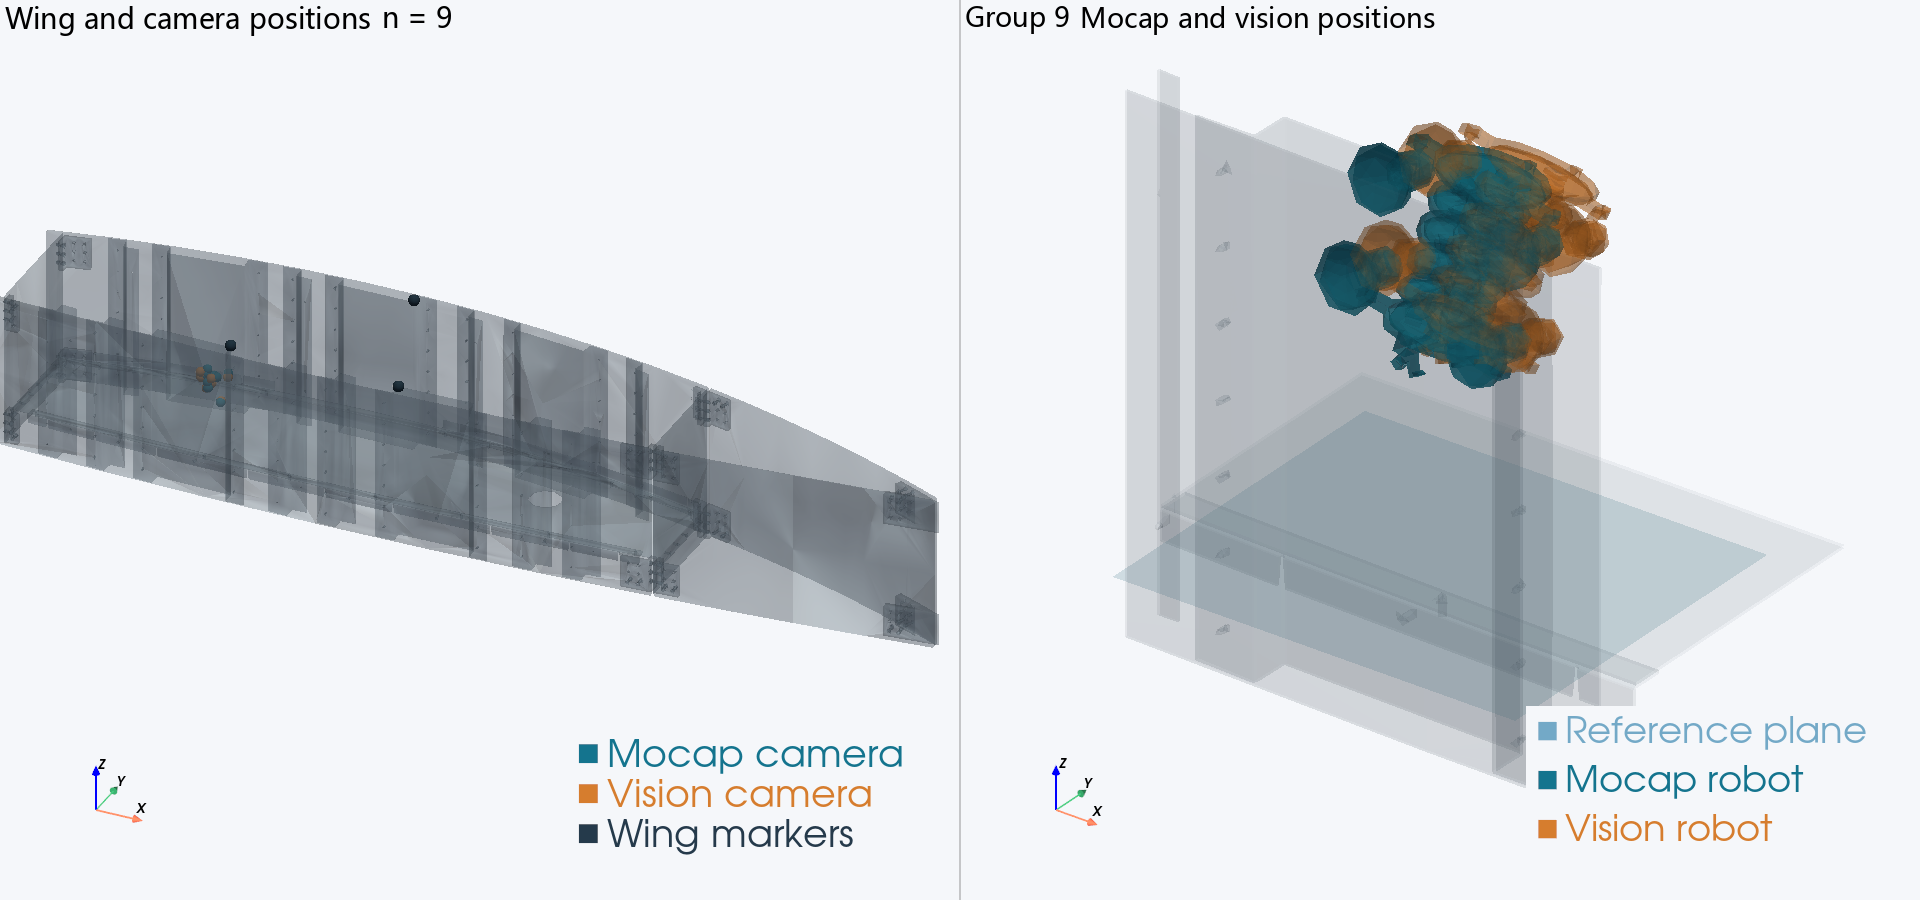 Wing and camera positions n = 9
Z
Y
X
Mocap camera
Vision camera
Wing markers
Group 9 Mocap and vision positions
Z
Y
X
Reference plane
Mocap robot
Vision robot